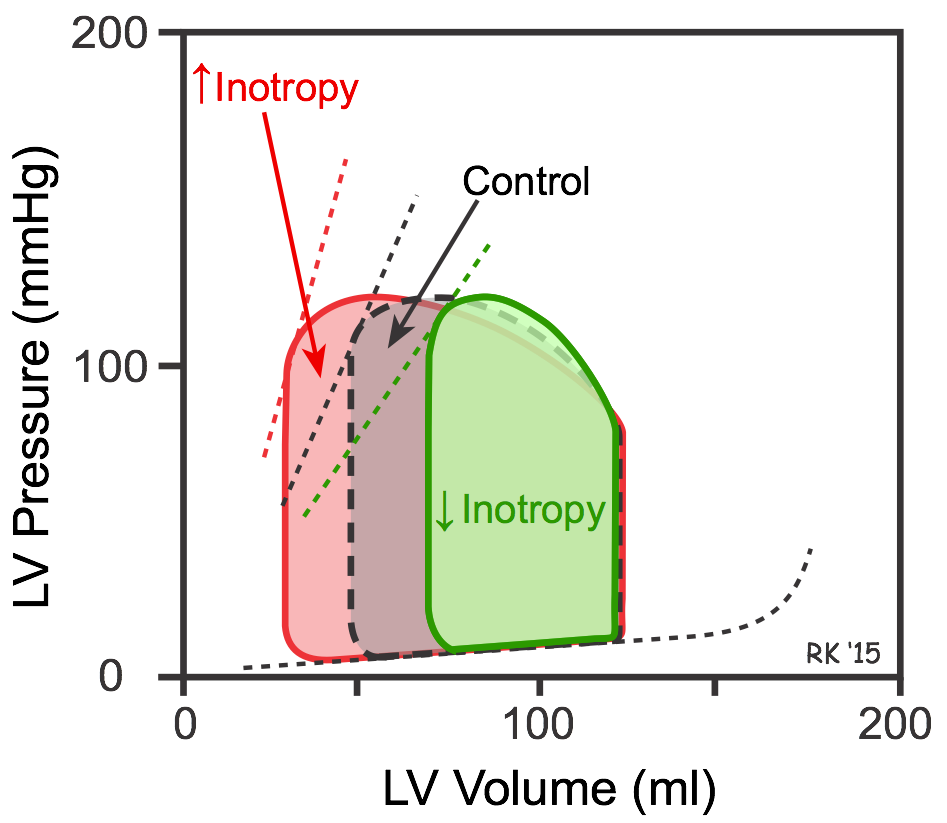 200
↑Inotropy
Control
LV Pressure (mmHg)
100
↓Inotropy
RK '15
0
0
100
200
LV Volume (ml)